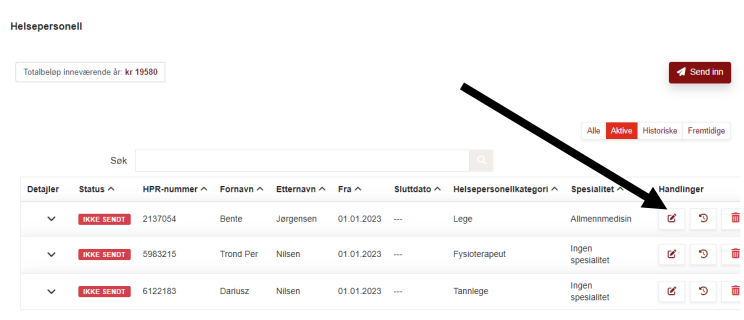 Helsepersonell
Totalbeløp inneværende år: kr 19580
Send inn
Alle Aktive Historiske Fremtidige
Søk
Detaljer Status HPR-nummer Fornavn Etternavn Fra Sluttdato Helsepersonellkategori Spesialitet Handlinger
IKKE SENDT 2137054 Bente Jørgensen 01.01.2023 --- Lege Allmennmedisin
IKKE SENDT 5983215 Trond Per Nilsen 01.01.2023 --- Fysioterapeut Ingen
spesialitet
IKKE SENDT 6122183 Dariusz Nilsen 01.01.2023 --- Tannlege Ingen
spesialitet